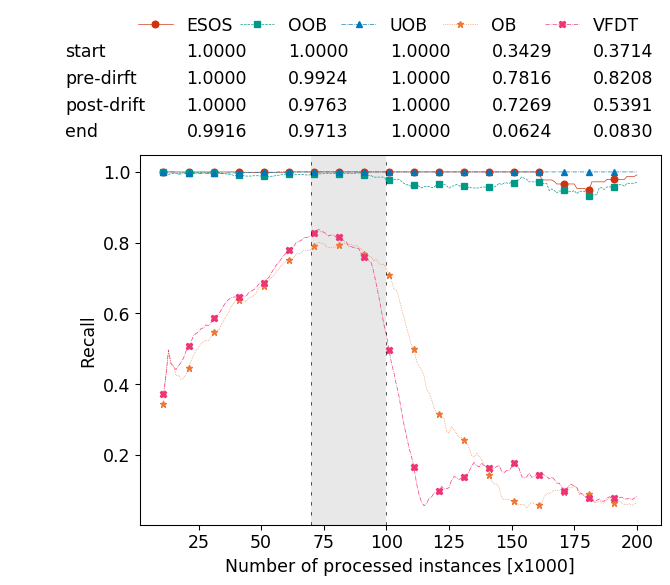 ESOS OOB UOB OB VFDT
start 1.0000 1.0000 1.0000 0.3429 0.3714
pre-dirft 1.0000 0.9924 1.0000 0.7816 0.8208
post-drift 1.0000 0.9763 1.0000 0.7269 0.5391
end 0.9916 0.9713 1.0000 0.0624 0.0830
1.0
0.8
0.6
0.4
0.2
Recall
25 50 75 100 125 150 175 200
Number of processed instances [x1000]